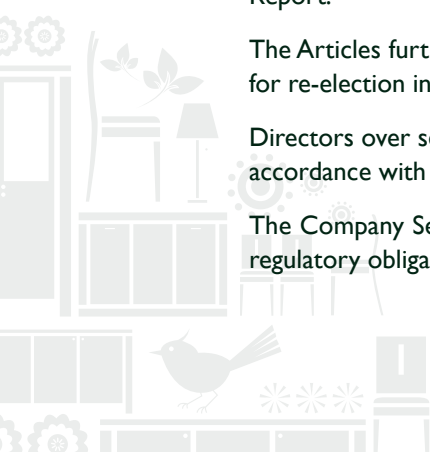 Report.
The Articles furt
for re-election in
Directors over se
accordance with
The Company Se
regulatory obliga